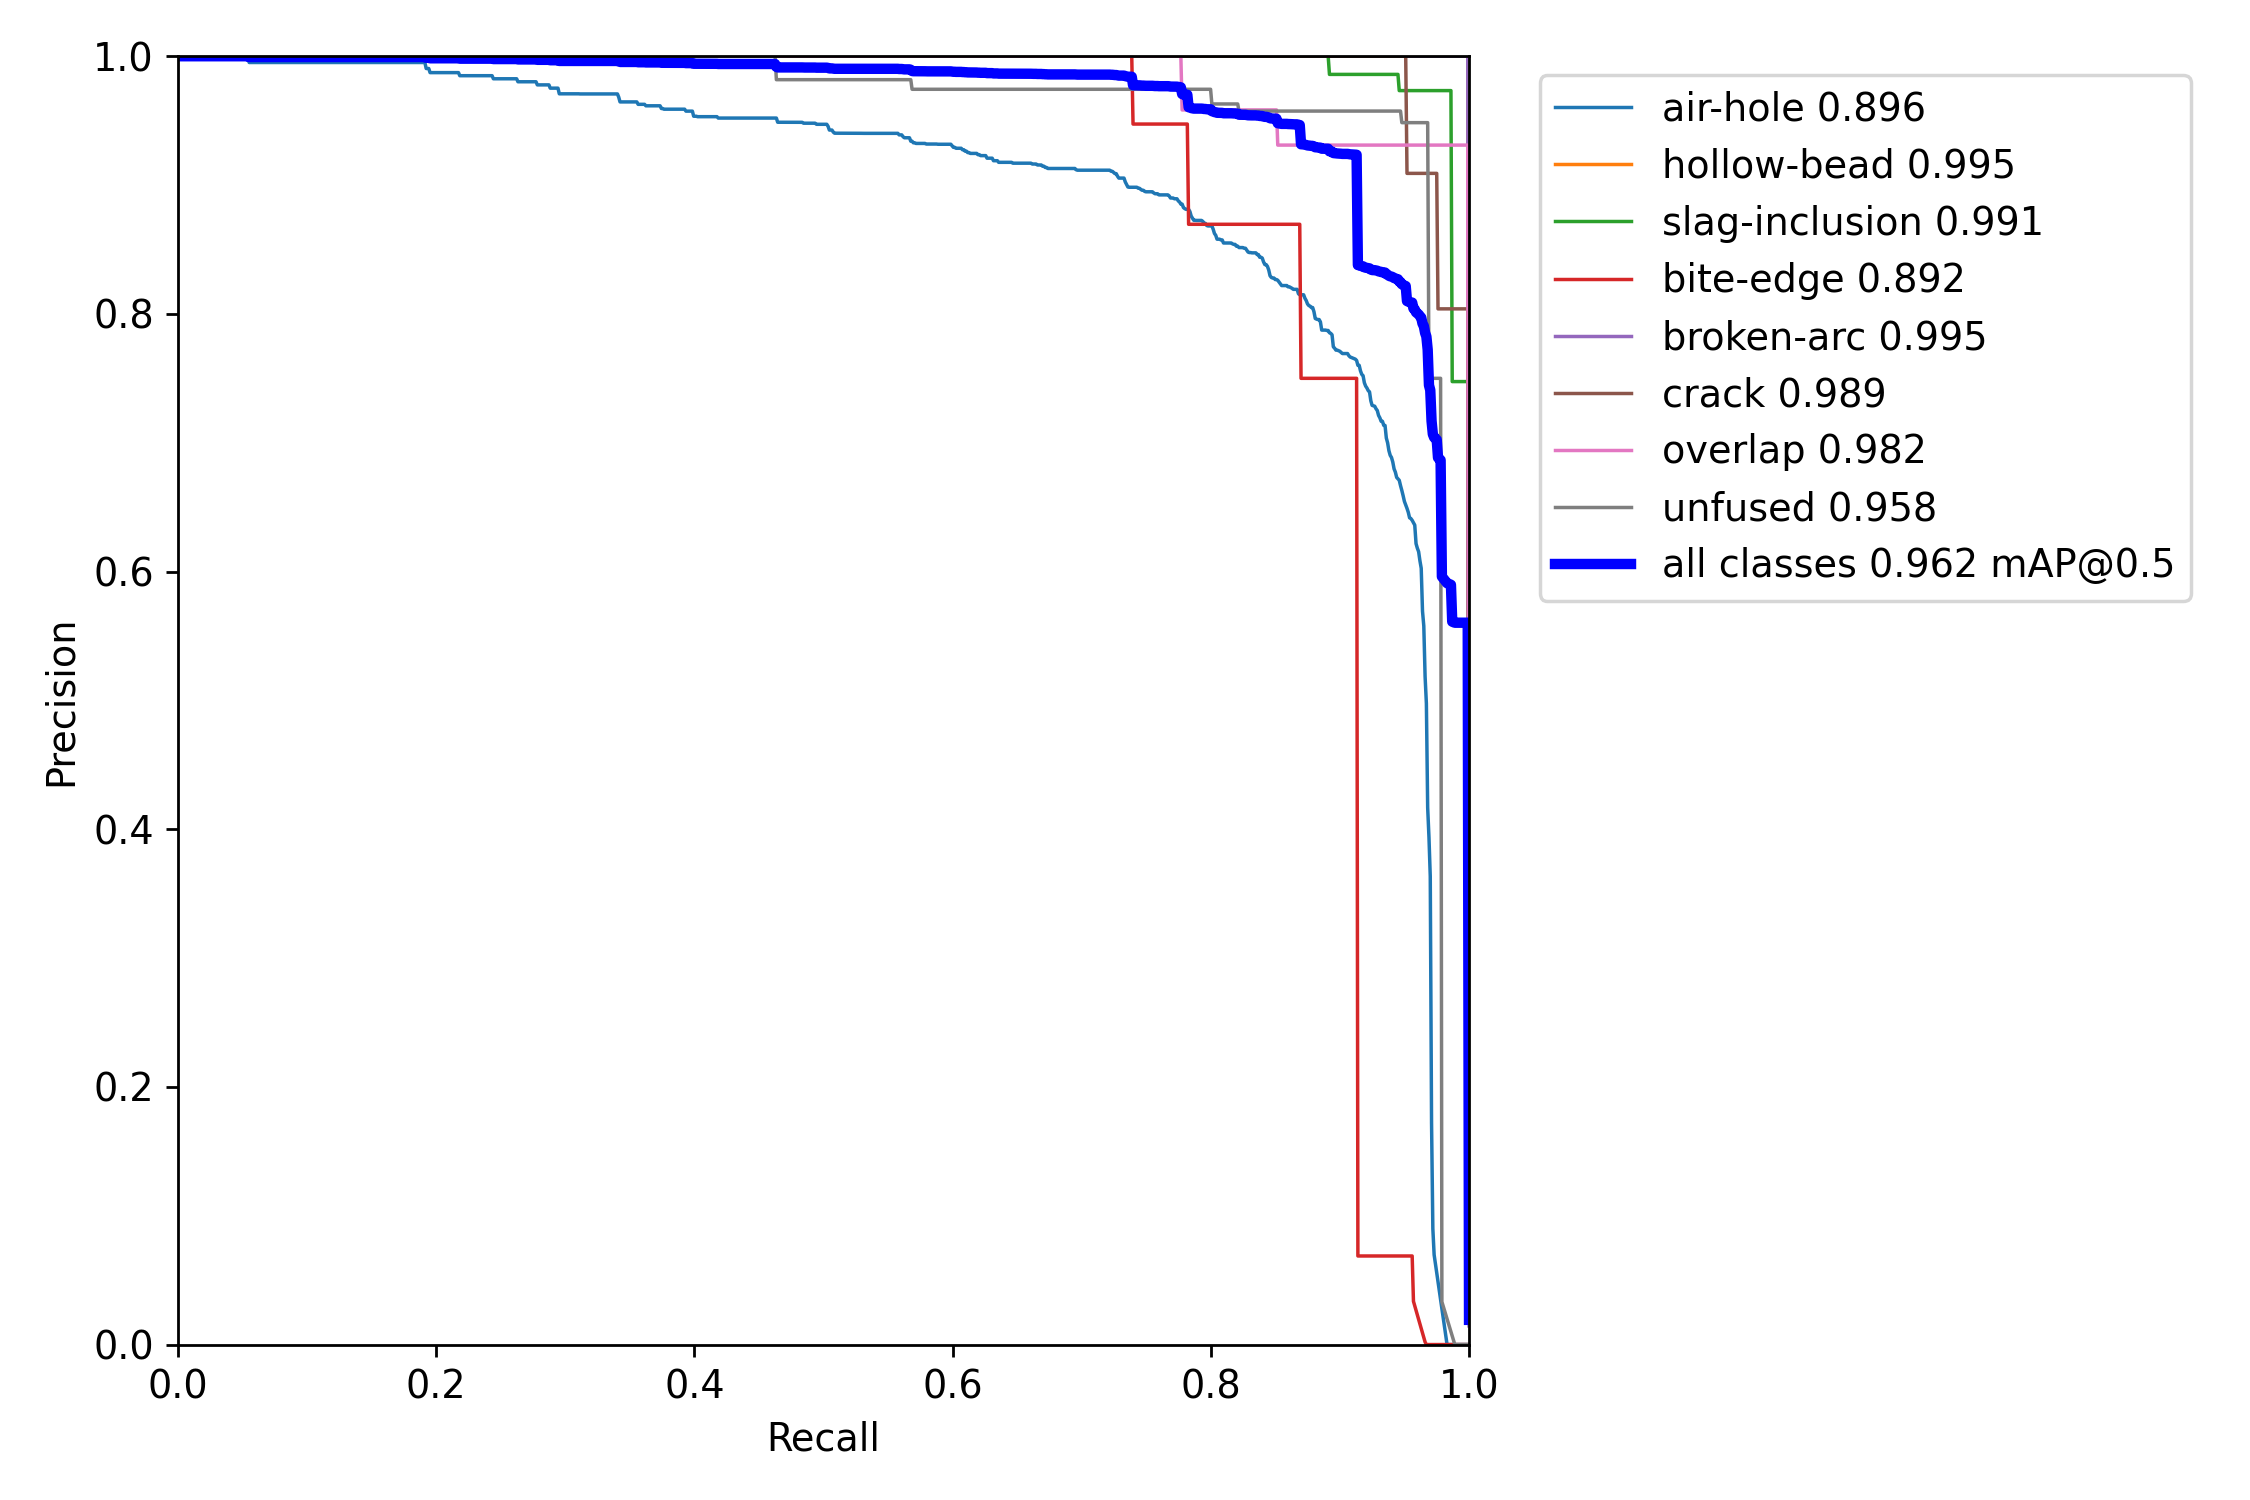 1.0
0.8
0.6
0.4
0.2
0.0
0.0 0.2 0.4 0.6 0.8 1.0
Precision
Recall
air-hole 0.896
hollow-bead 0.995
slag-inclusion 0.991
bite-edge 0.892
broken-arc 0.995
crack 0.989
overlap 0.982
unfused 0.958
all classes 0.962 mAP@0.5